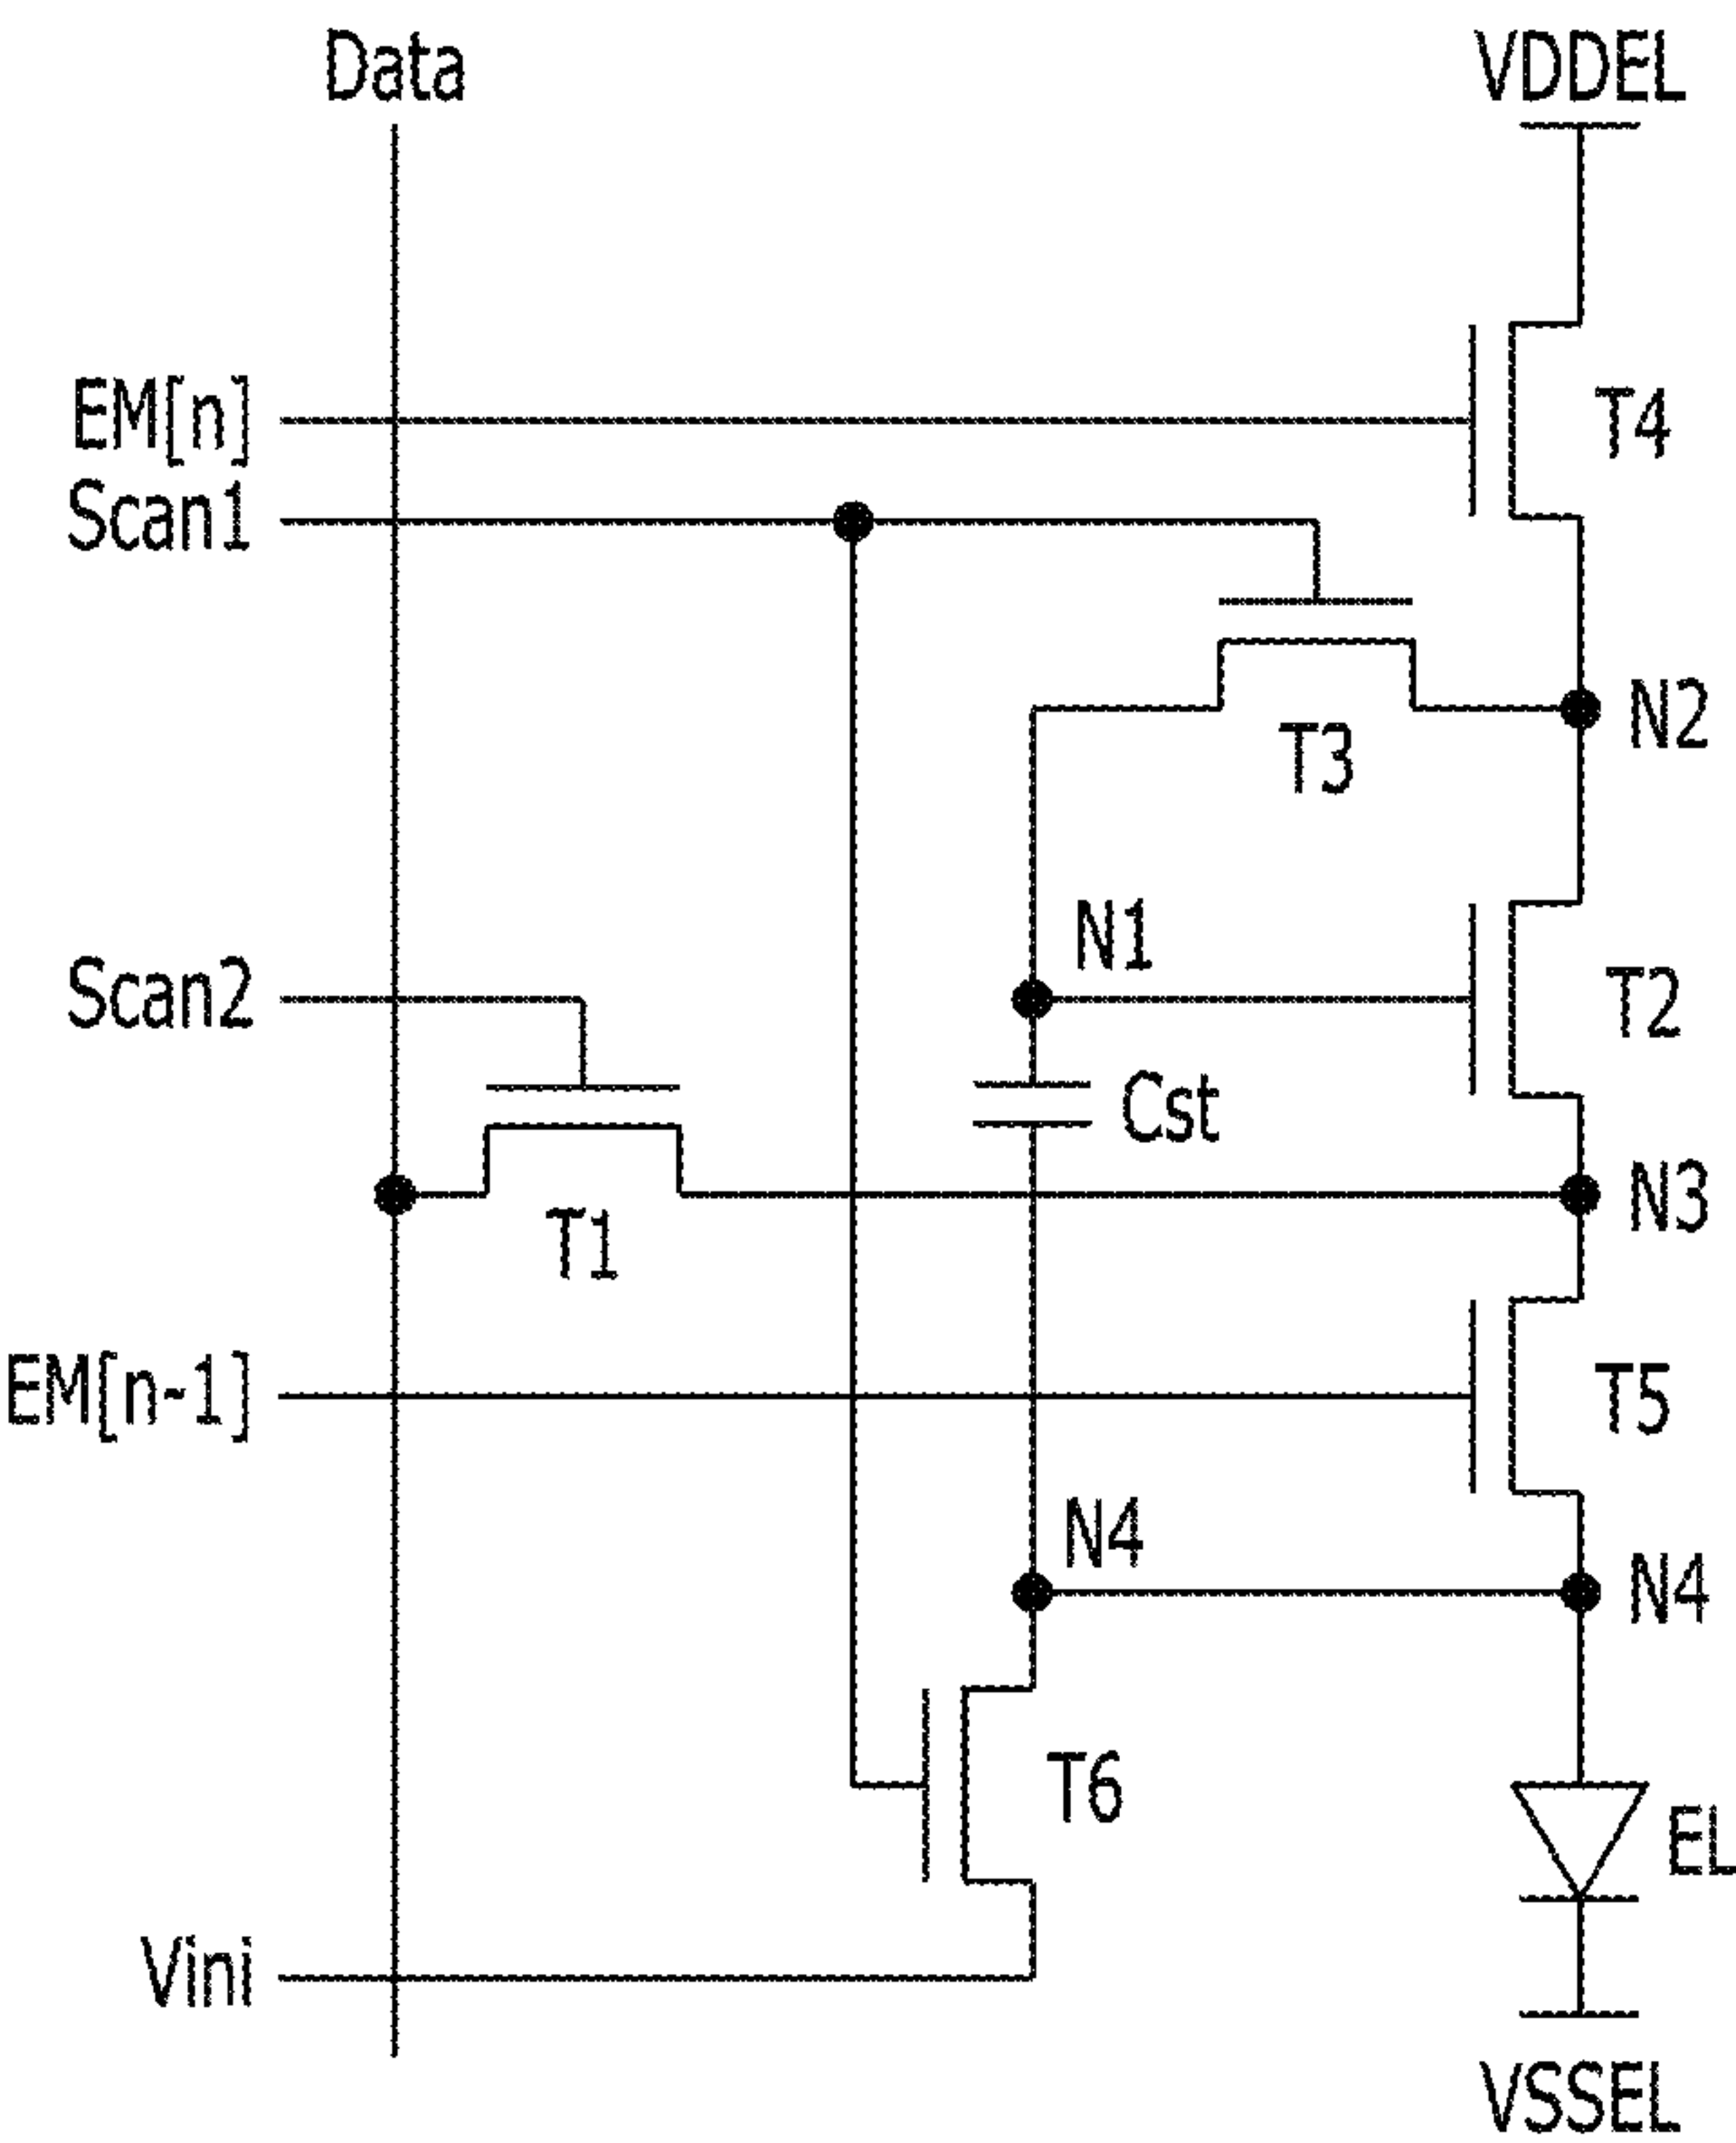 Data
VDDEL
EM[n]
T4
Scan1
N2
T3
N1
Scan2
T2
Cst
N3
T1
EM[n-1]
T5
N4
N4
T6
EL
Vini
VSSEL